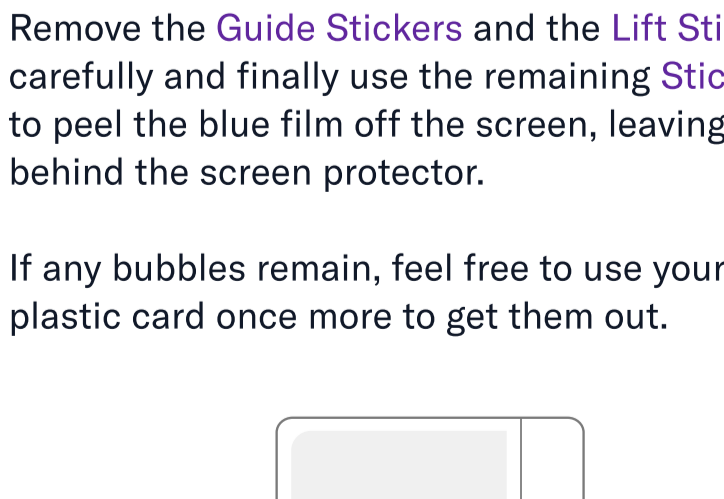 Remove the Guide Stickers and the Lift Sti
carefully and finally use the remaining Stic
to peel the blue film off the screen, leaving
behind the screen protector.
If any bubbles remain, feel free to use your
plastic card once more to get them out.